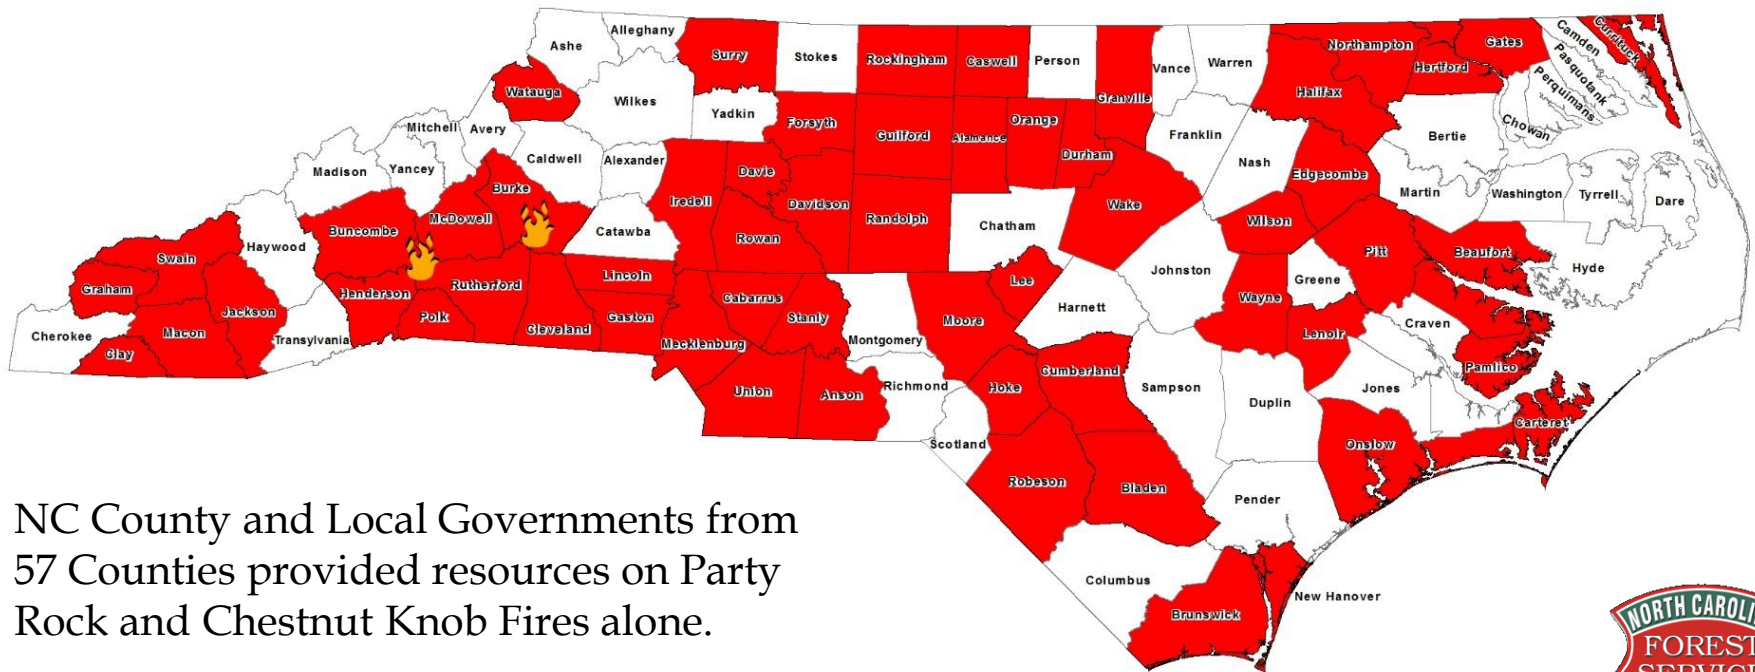 Alleghany
Ashe
Surry
Stokes
Rockingham
Caswell
Person
Granville
Vance
Warren
Northampton
Gates
Camden
Currituck
Pasquotank
Perquimans
Chowan
Hertford
Halifax
Watauga
Wilkes
Yadkin
Forsyth
Guilford
Alamance
Orange
Durham
Franklin
Nash
Bertie
Mitchell
Avery
Caldwell
Alexander
Madison
Yancey
Burke
Iredell
Davie
Davidson
Randolph
Chatham
Wake
Edgecombe
Martin
Washington
Tyrrell
Dare
Buncombe
McDowell
Catawba
Rowan
Wilson
Pitt
Beaufort
Hyde
Haywood
Swain
Graham
Jackson
Henderson
Rutherford
Lincoln
Lee
Johnston
Greene
Wayne
Harnett
Cherokee
Clay
Macon
Transylvania
Polk
Cleveland
Gaston
Cabarrus
Stanly
Mecklenburg
Montgomery
Moore
Lenoir
Craven
Pamlico
Union
Anson
Richmond
Hoke
Cumberland
Sampson
Duplin
Jones
Carteret
Scotland
Onslow
Robeson
Bladen
Pender
Columbus
Brunswick
New Hanover
NC County and Local Governments from
57 Counties provided resources on Party
Rock and Chestnut Knob Fires alone.
NORTH CAROLI
FOREST
SERVICE